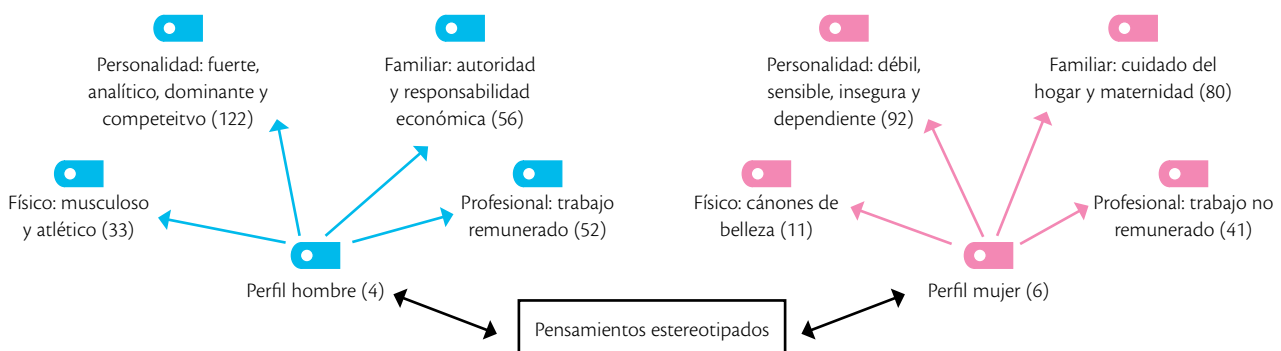 Personalidad: fuerte,
analítico, dominante y
competeitvo (122)
Familiar: autoridad
y responsabilidad
económica (56)
Personalidad: débil,
sensible, insegura y
dependiente (92)
Familiar: cuidado del
hogar y maternidad (80)
Físico: musculoso
y atlético (33)
Profesional: trabajo
remunerado (52)
Físico: cánones de
belleza (11)
Profesional: trabajo no
remunerado (41)
Perfil hombre (4)
Perfil mujer (6)
Pensamientos estereotipados